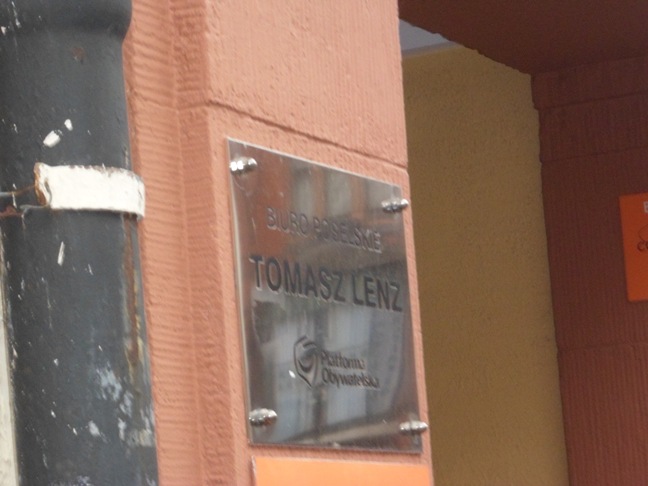 BIURO POSELSKIE
TOMASZ LENZ
Platforma
Obywatelska